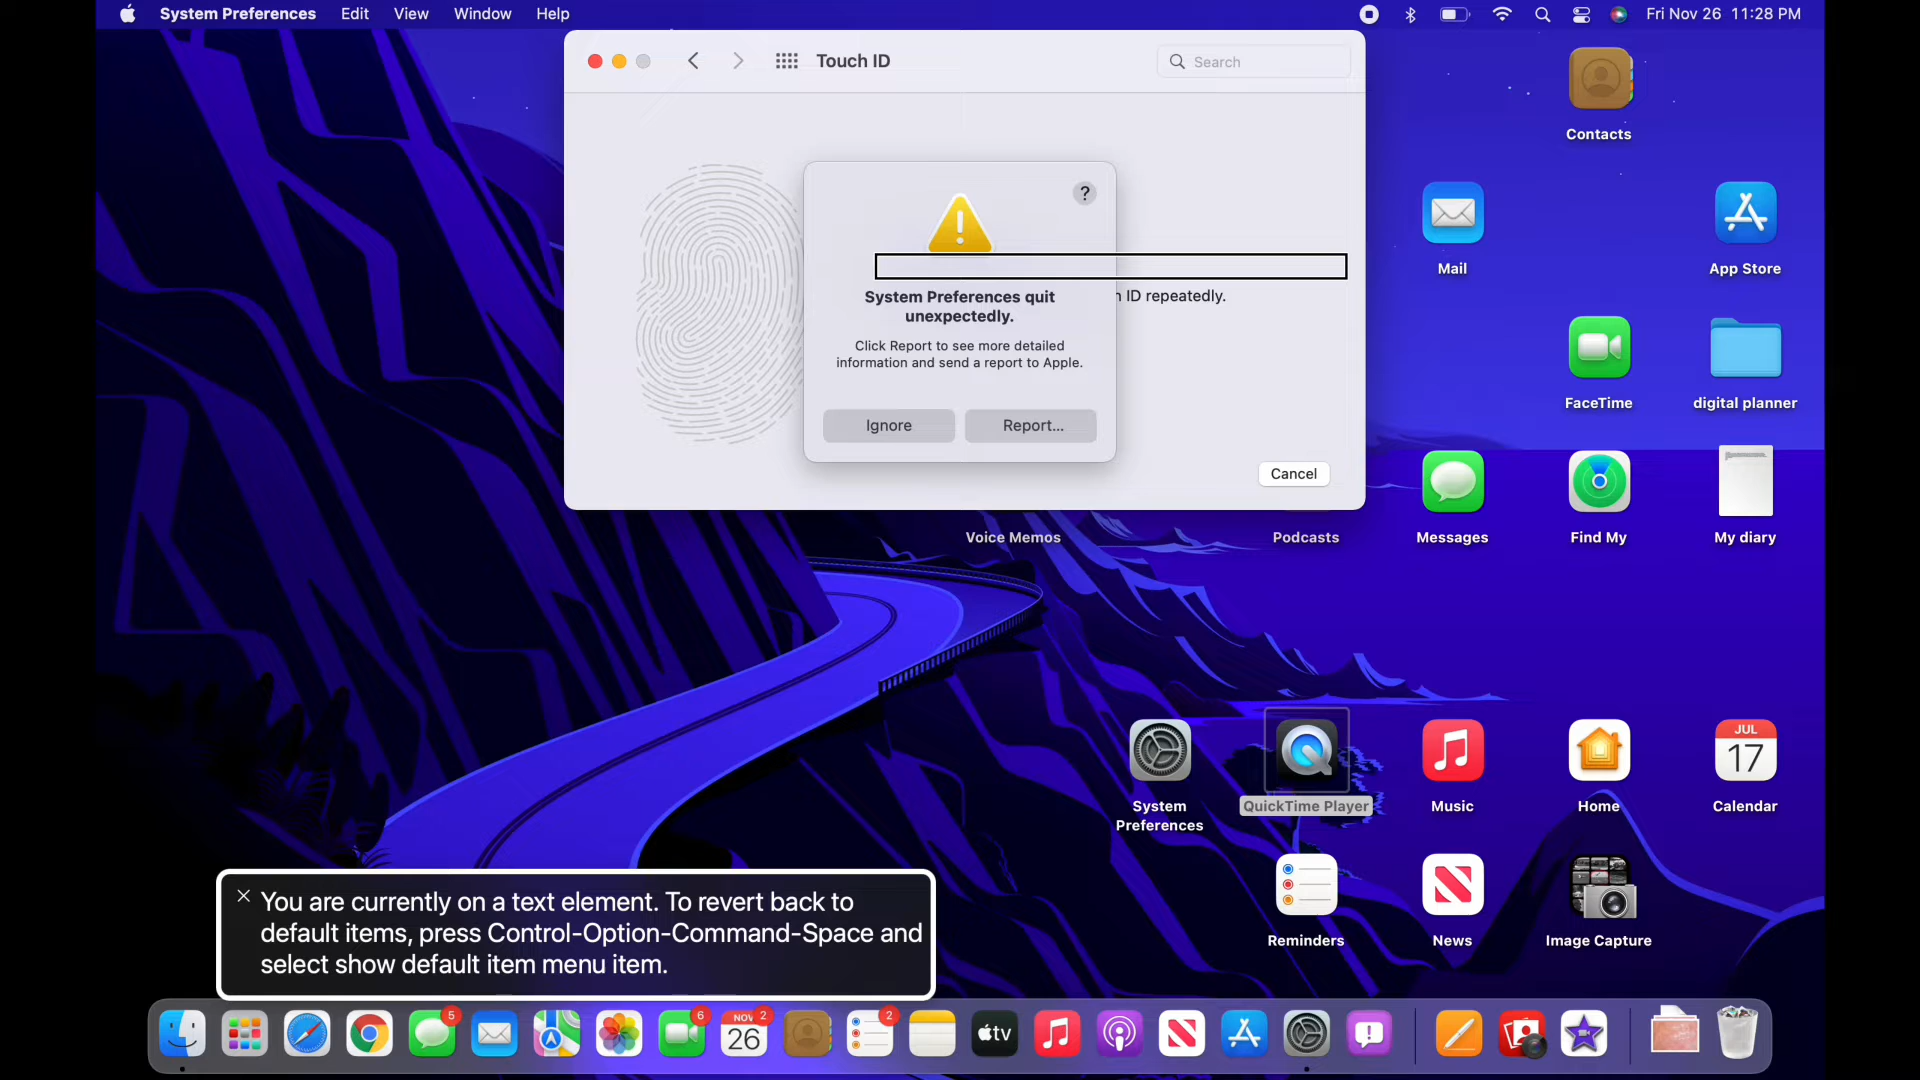 System Preferences Edit View Window Help
Fri Nov 26 11:28 PM
Touch ID
Search
?
System Preferences quit
unexpectedly.
ID repeatedly.
Click Report to see more detailed
information and send a report to Apple.
Ignore
Report...
Cancel
Contacts
Mail
App Store
FaceTime
digital planner
Voice Memos
Podcasts
Messages
Find My
My diary
System
Preferences
QuickTime Player
Music
Home
JUL
17
Calendar
Reminders
News
Image Capture
You are currently on a text element. To revert back to
default items, press Control-Option-Command-Space and
select show default item menu item.
5
6
NOV
2
26
2
tv